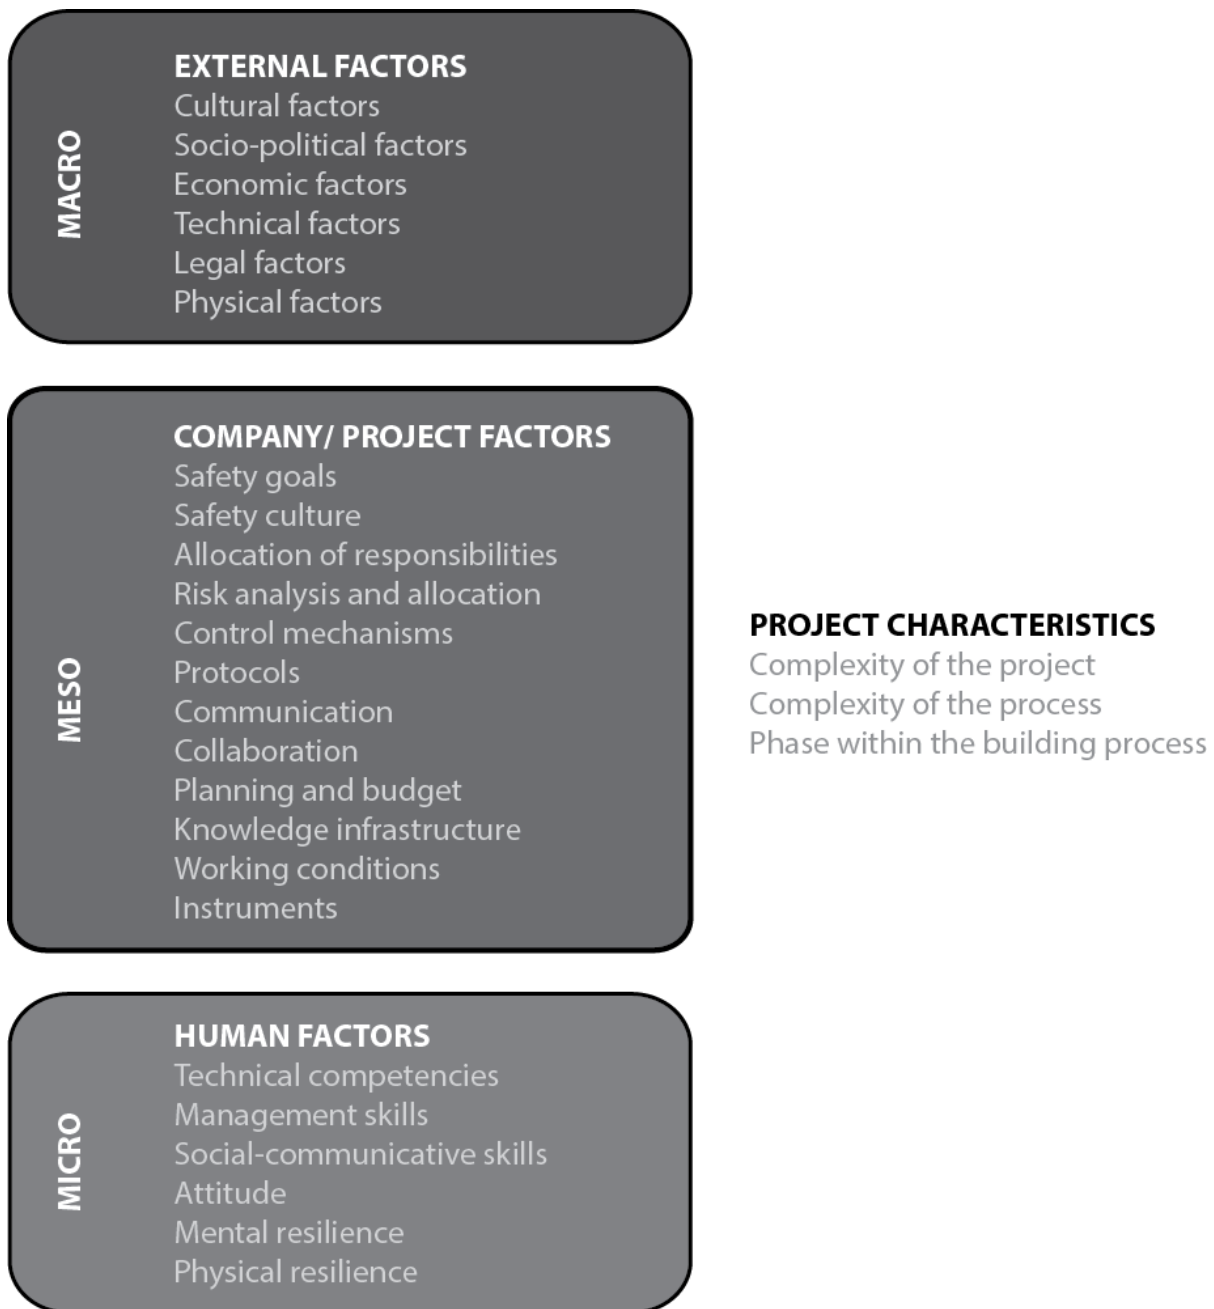 MACRO
EXTERNAL FACTORS
Cultural factors
Socio-political factors
Economic factors
Technical factors
Legal factors
Physical factors
MESO
COMPANY/ PROJECT FACTORS
Safety goals
Safety culture
Allocation of responsibilities
Risk analysis and allocation
Control mechanisms
Protocols
Communication
Collaboration
Planning and budget
Knowledge infrastructure
Working conditions
Instruments
PROJECT CHARACTERISTICS
Complexity of the project
Complexity of the process
Phase within the building process
MICRO
HUMAN FACTORS
Technical competencies
Management skills
Social-communicative skills
Attitude
Mental resilience
Physical resilience